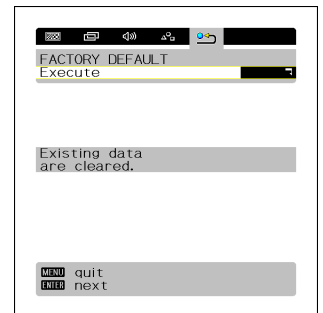 FACTORY DEFAULT
Execute
Existing data
are cleared.
MENU quit
ENTER next